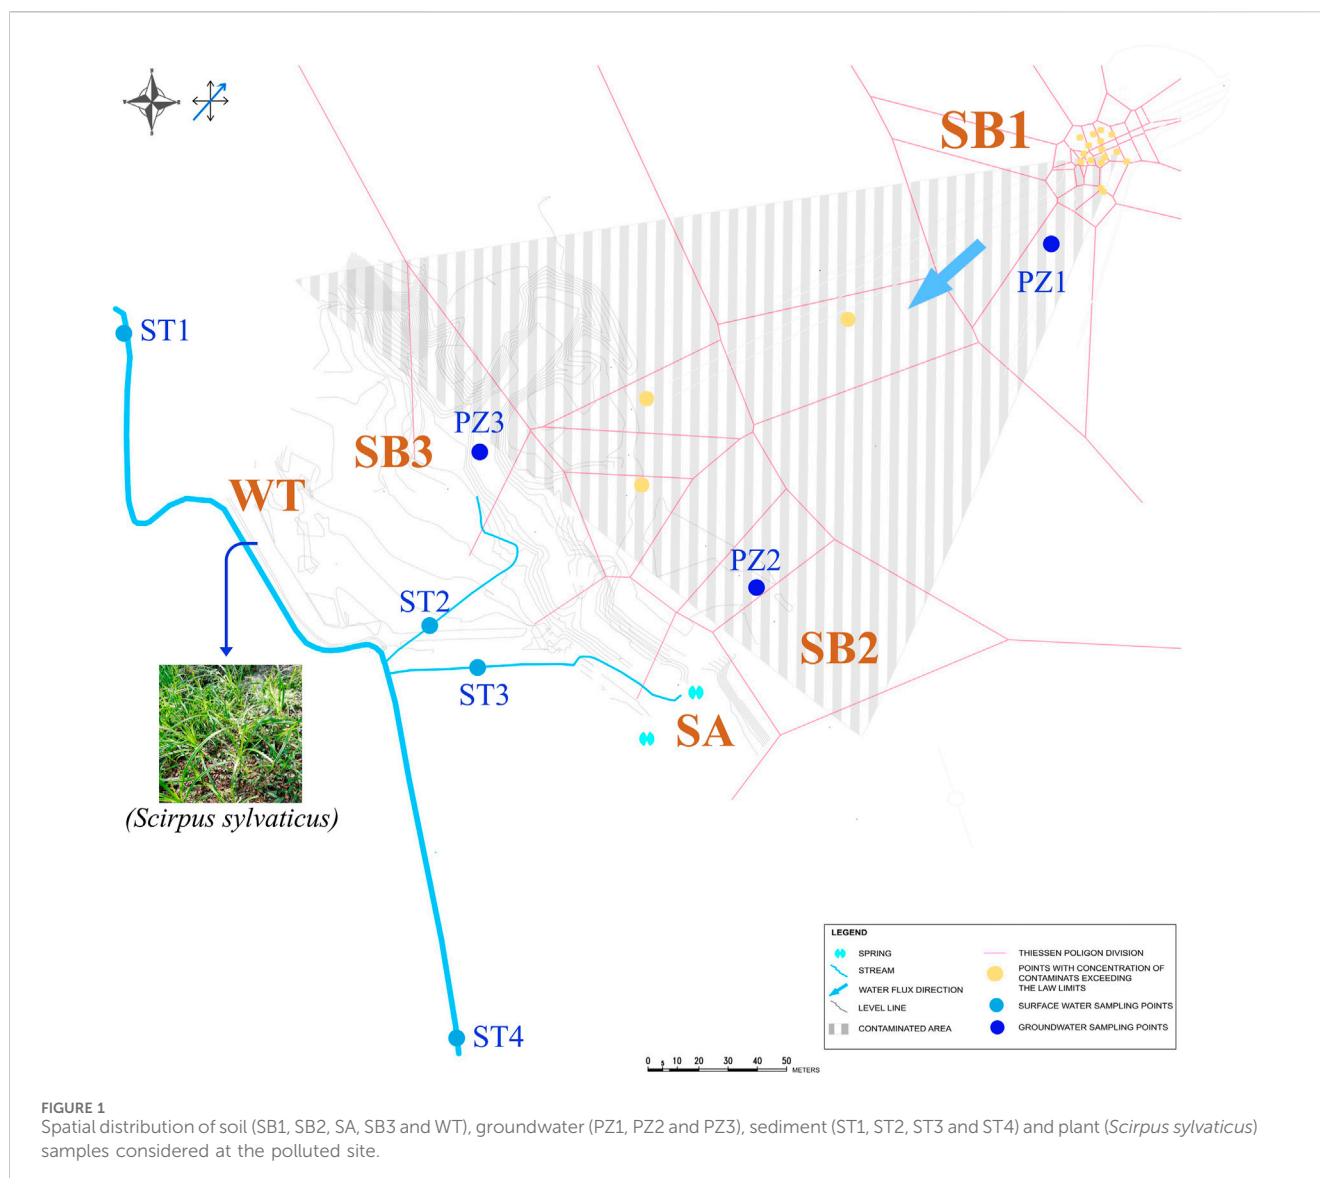 SB1
PZ1
ST1
PZ3
SB3
WT
PZ2
ST2
SB2
ST3
SA
(Scirpus sylvaticus)
ST4
LEGEND
SPRING
STREAM
WATER FLUX DIRECTION
LEVEL LINE
CONTAMINATED AREA
THIESSEN POLIGON DIVISION
POINTS WITH CONCENTRATION OF
CONTAMINATS EXCEEDING
THE LAW LIMITS
SURFACE WATER SAMPLING POINTS
GROUNDWATER SAMPLING POINTS
0 5 10 20 30 40 50
METERS
FIGURE 1
Spatial distribution of soil (SB1, SB2, SA, SB3 and WT), groundwater (PZ1, PZ2 and PZ3), sediment (ST1, ST2, ST3 and ST4) and plant (Scirpus sylvaticus)
samples considered at the polluted site.